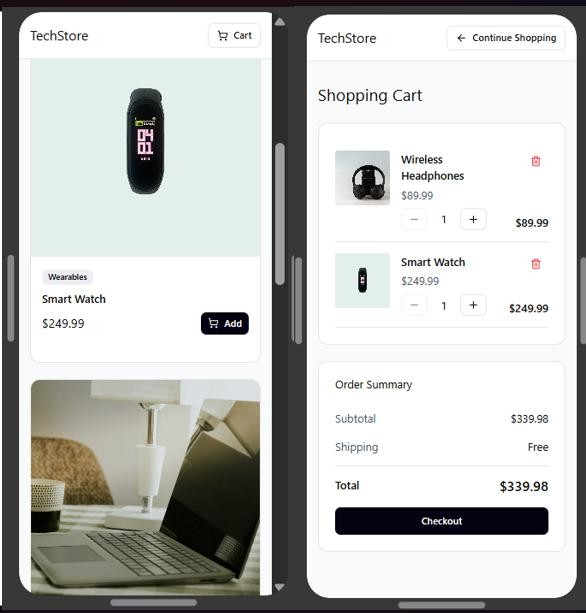 TechStore
Cart
04
01
Wearables
Smart Watch
$249.99
Add
TechStore
Continue Shopping
Shopping Cart
Wireless
Headphones
$89.99
1
$89.99
Smart Watch
$249.99
1
$249.99
Order Summary
Subtotal $339.98
Shipping Free
Total $339.98
Checkout